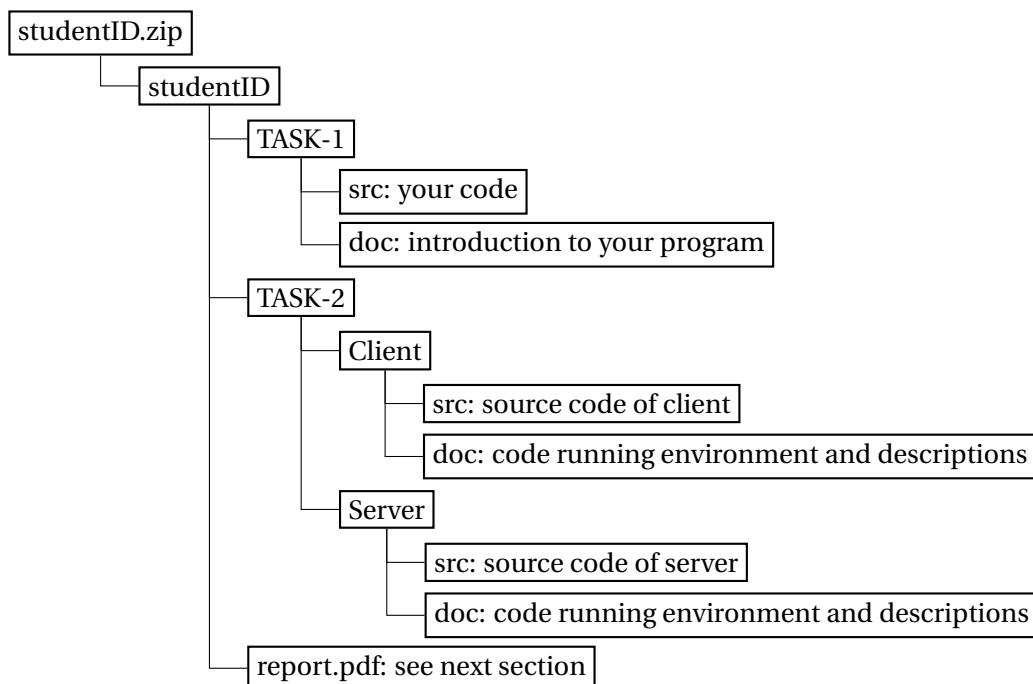 studentID.zip
studentID
TASK-1
src: your code
doc: introduction to your program
TASK-2
Client
src: source code of client
doc: code running environment and descriptions
Server
src: source code of server
doc: code running environment and descriptions
report.pdf: see next section